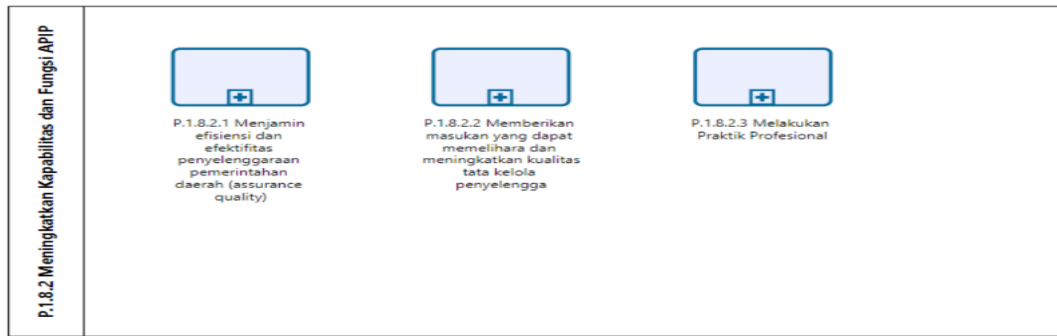 P.1.8.2 Meningkatkan Kapabilitas dan Fungsi APIP
P.1.8.2.1 Menjamin
efisiensi dan
efektifitas
penyelenggaraan
pemerintahan
daerah (assurance
quality)
P.1.8.2.2 Memberikan
masukan yang dapat
memelihara dan
meningkatkan kualitas
tata kelola
penyelengga
P.1.8.2.3 Melakukan
Praktik Profesional